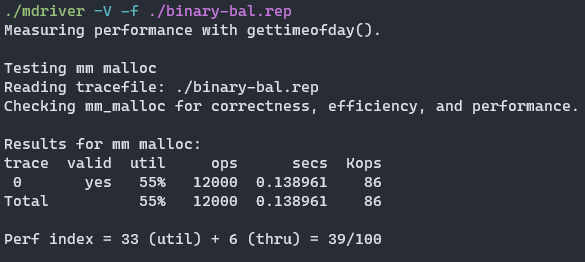 ./mdriver -V -f ./binary-bal.rep
Measuring performance with gettimeofday().

Testing mm malloc
Reading tracefile: ./binary-bal.rep
Checking mm_malloc for correctness, efficiency, and performance.

Results for mm malloc:
trace  valid  util     ops      secs  Kops
 0       yes   55%   12000  0.138961    86
Total          55%   12000  0.138961    86

Perf index = 33 (util) + 6 (thru) = 39/100